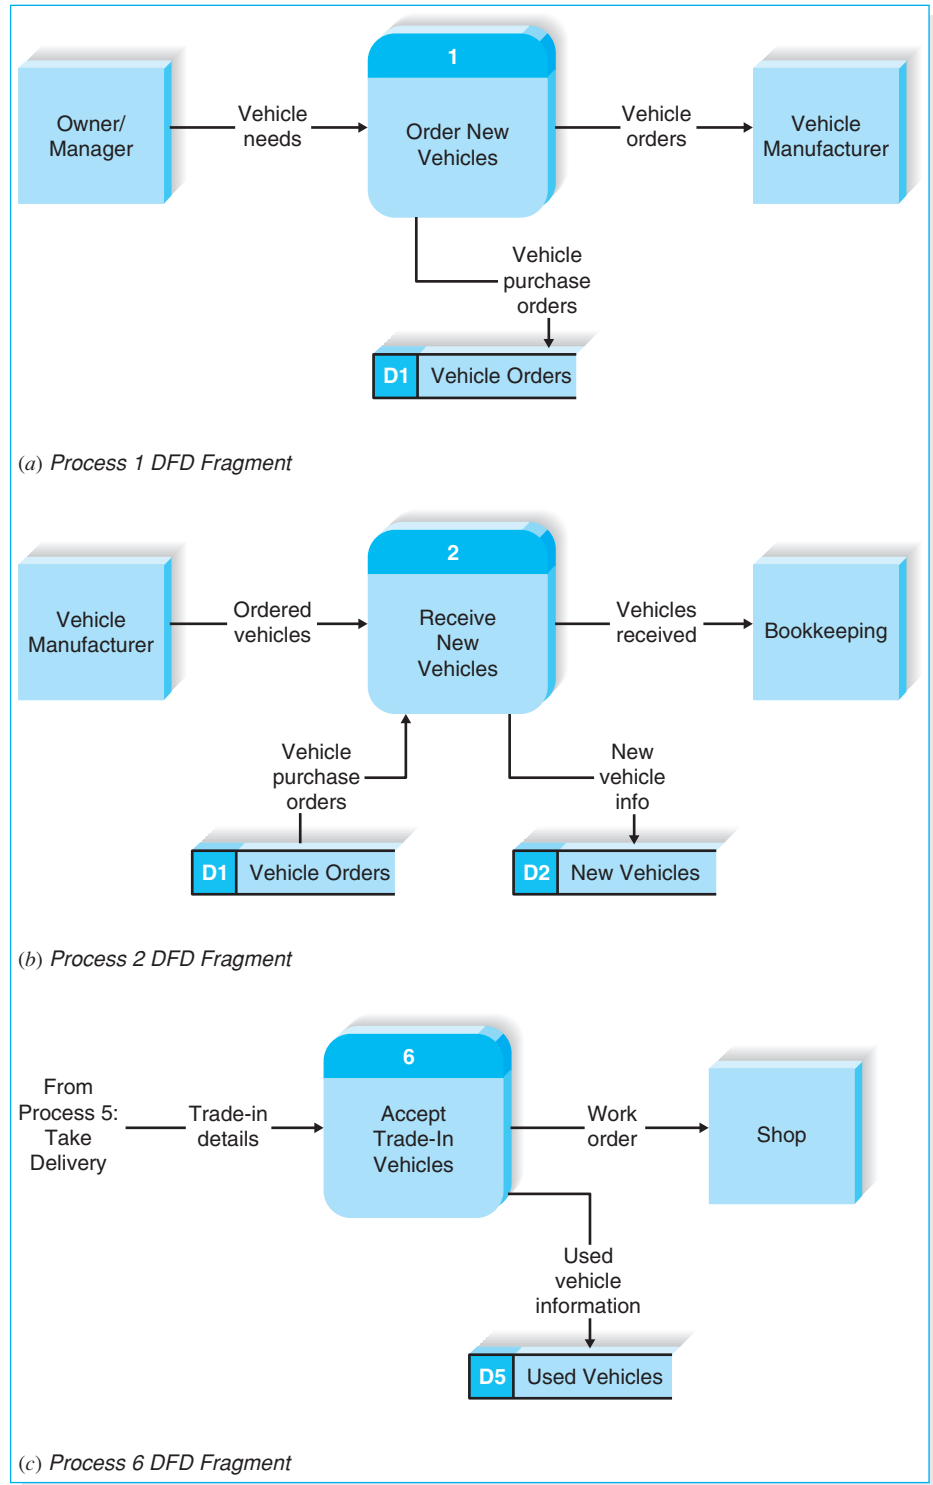 1
Owner/
Manager
Vehicle
needs
Order New
Vehicles
Vehicle
orders
Vehicle
Manufacturer
Vehicle
purchase
orders
D1 Vehicle Orders
(a) Process 1 DFD Fragment
2
Vehicle
Manufacturer
Ordered
vehicles
Receive
New
Vehicles
Vehicles
received
Bookkeeping
Vehicle
purchase
orders
New
vehicle
info
D1 Vehicle Orders
D2 New Vehicles
(b) Process 2 DFD Fragment
6
From
Process 5:
Take
Delivery
Trade-in
details
Accept
Trade-In
Vehicles
Work
order
Shop
Used
vehicle
information
D5 Used Vehicles
(c) Process 6 DFD Fragment